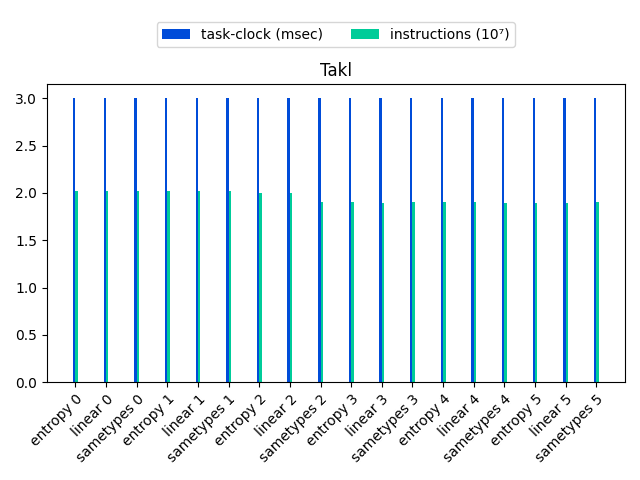 task-clock (msec) instructions (10⁷)
Takl
3.0
2.5
2.0
1.5
1.0
0.5
0.0
entropy 0 linear 0 sametypes 0 entropy 1 linear 1 sametypes 1 entropy 2 linear 2 sametypes 2 entropy 3 linear 3 sametypes 3 entropy 4 linear 4 sametypes 4 entropy 5 linear 5 sametypes 5